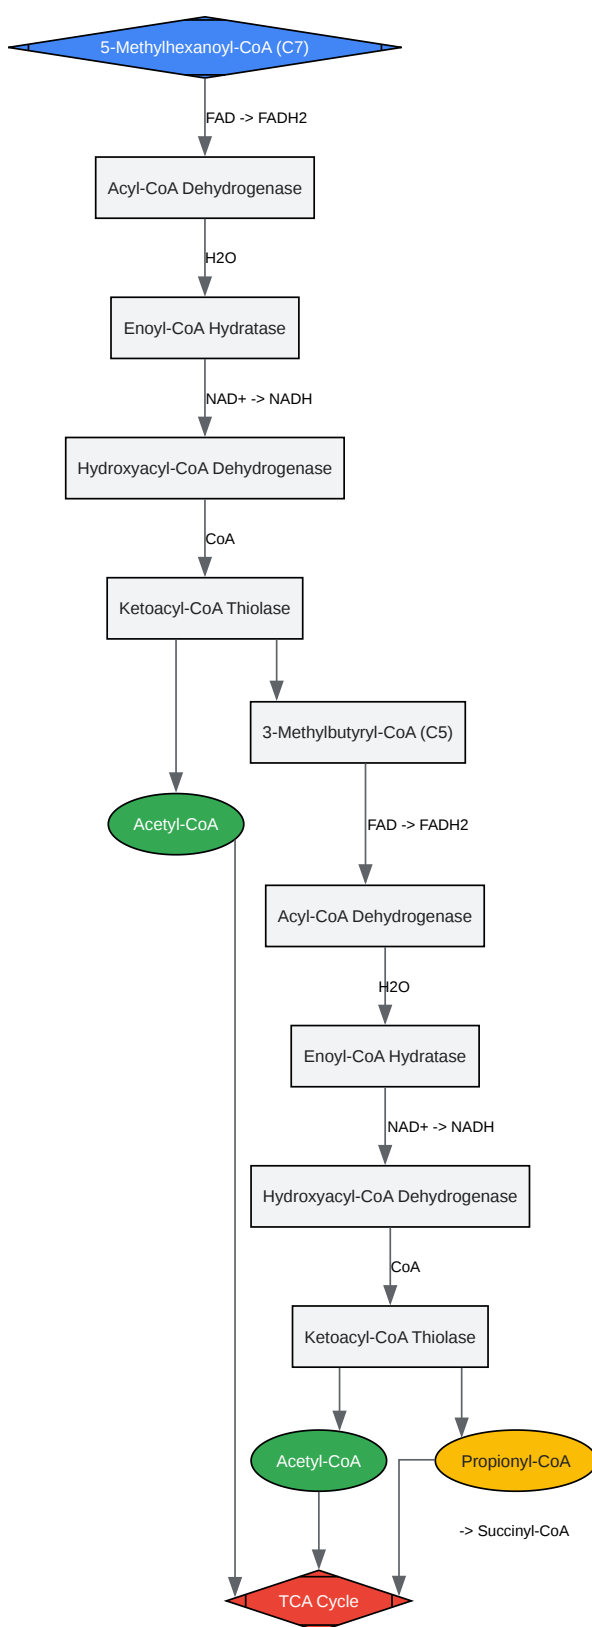 5-Methylhexanoyl-CoA (C7)
FAD -> FADH2
Acyl-CoA Dehydrogenase
H2O
Enoyl-CoA Hydratase
NAD+ -> NADH
Hydroxyacyl-CoA Dehydrogenase
CoA
Ketoacyl-CoA Thiolase
3-Methylbutyryl-CoA (C5)
Acetyl-CoA
FAD -> FADH2
Acyl-CoA Dehydrogenase
H2O
Enoyl-CoA Hydratase
NAD+ -> NADH
Hydroxyacyl-CoA Dehydrogenase
CoA
Ketoacyl-CoA Thiolase
Acetyl-CoA
Propionyl-CoA
-> Succinyl-CoA
TCA Cycle